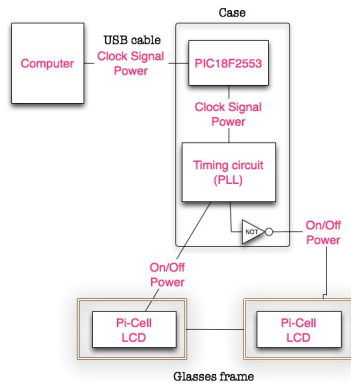 Case
USB cable
Computer
Clock Signal
Power
PIC18F2553
Clock Signal
Power
Timing circuit
(PLL)
NOT
On/Off
Power
On/Off
Power
Pi-Cell
LCD
Pi-Cell
LCD
Glasses frame